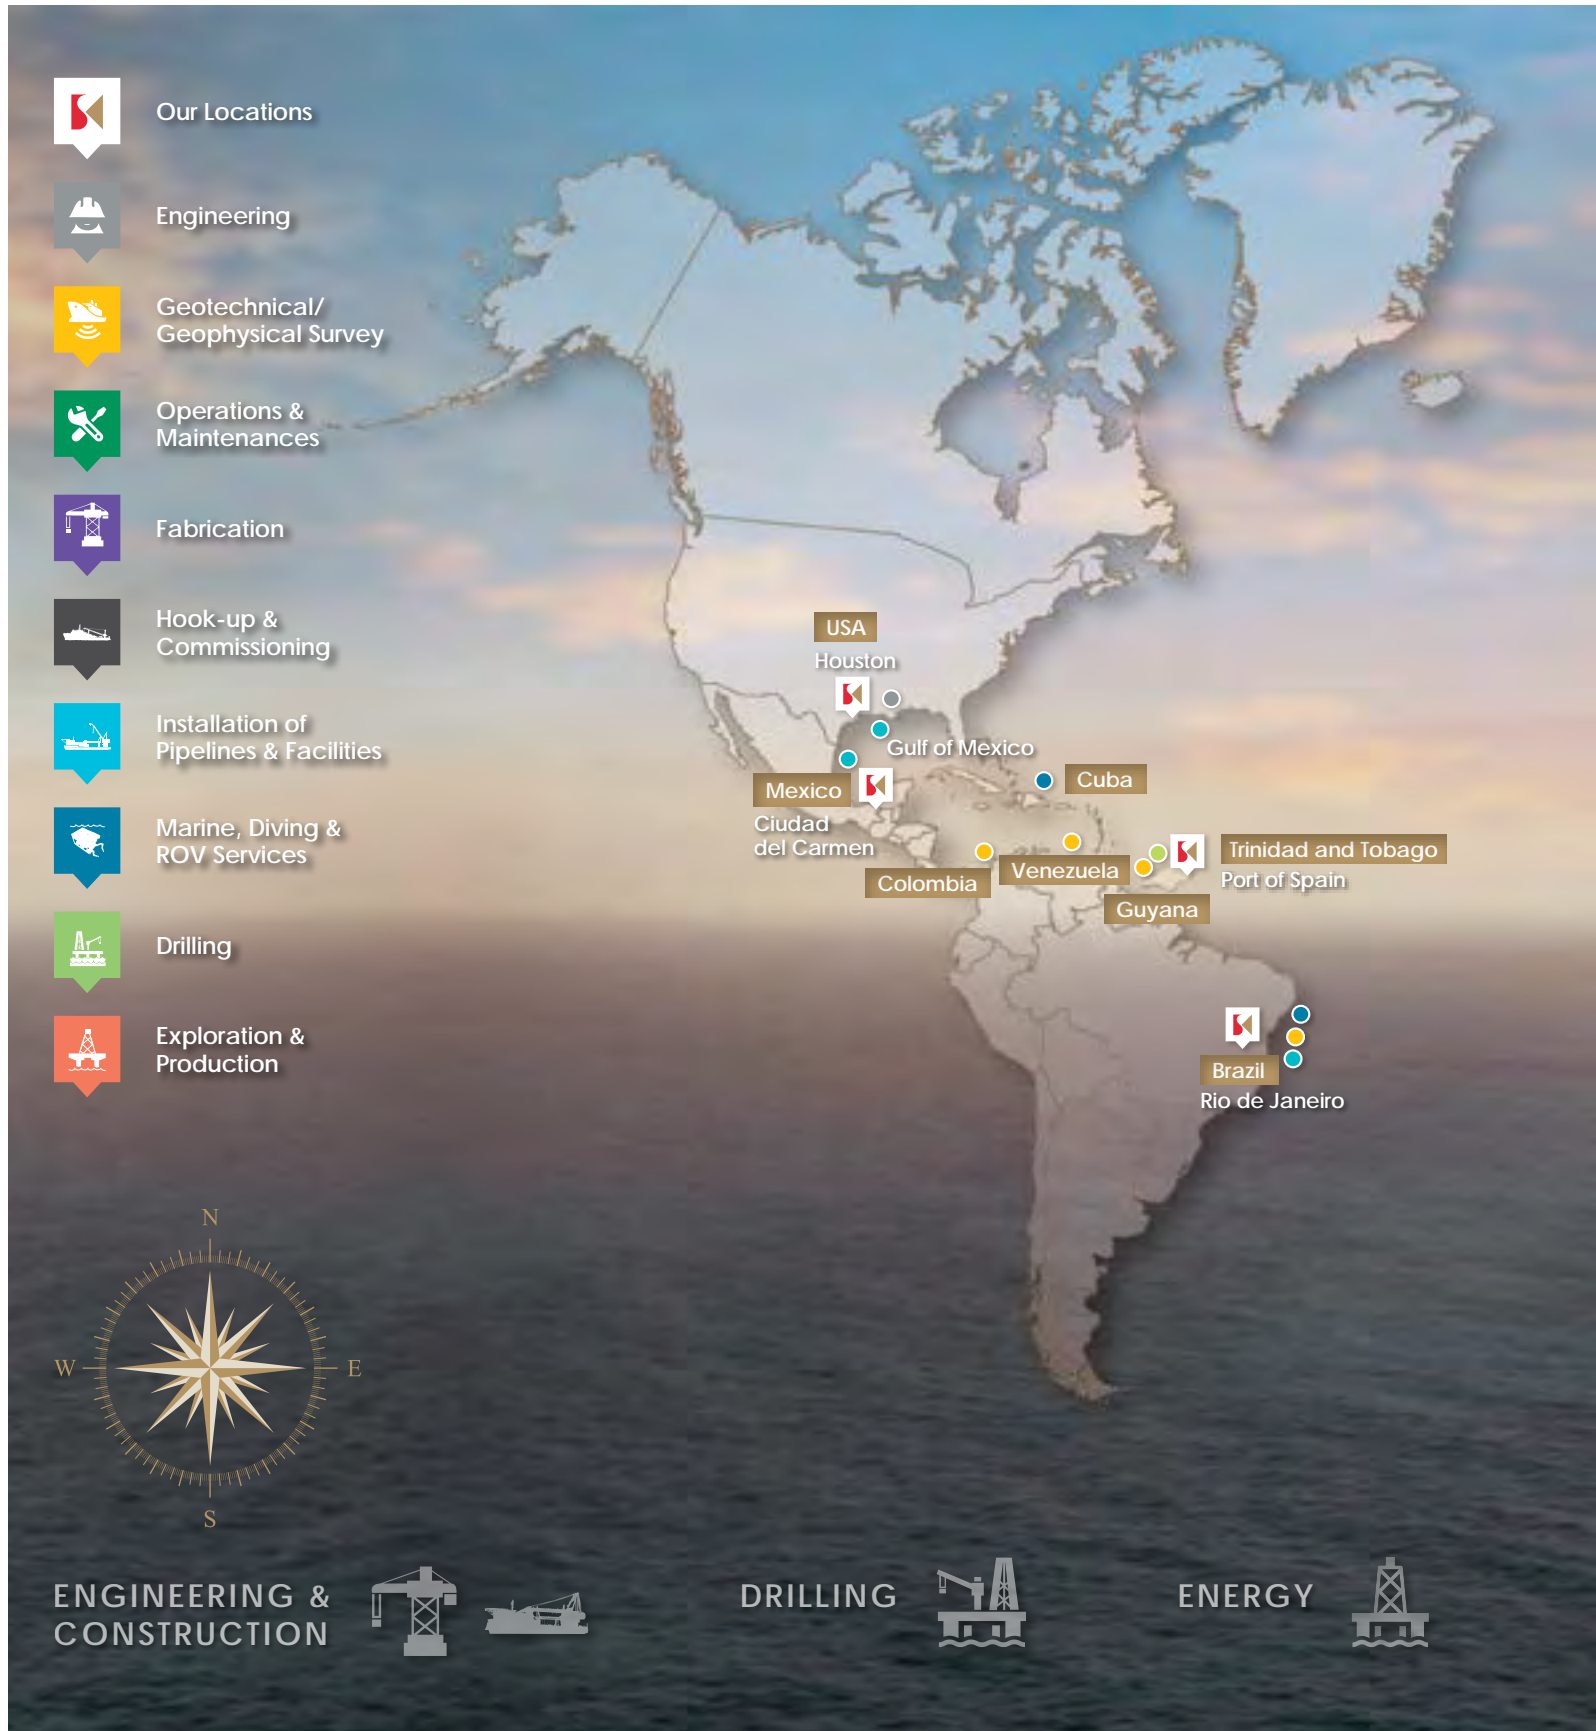 Our Locations
Engineering
Geotechnical/
Geophysical Survey
Operations &
Maintenances
Fabrication
Hook-up &
Commissioning
Installation of
Pipelines & Facilities
Marine, Diving &
ROV Services
Drilling
Exploration &
Production
USA
Houston
Gulf of Mexico
Mexico
Ciudad
del Carmen
Cuba
Colombia
Venezuela
Trinidad and Tobago
Port of Spain
Guyana
Brazil
Rio de Janeiro
N
W
E
S
ENGINEERING &
CONSTRUCTION
DRILLING
ENERGY